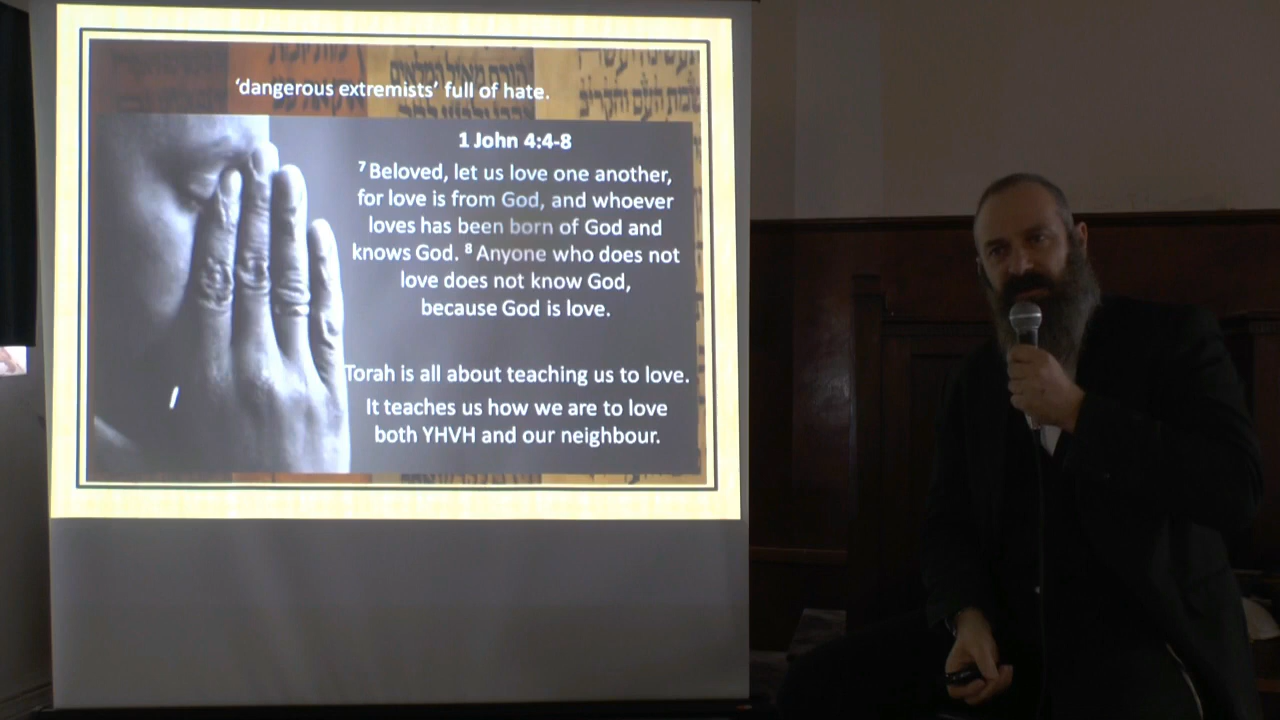 ‘dangerous extremists’ full of hate.
1 John 4:4-8
⁷ Beloved, let us love one another,
for love is from God, and whoever
loves has been born of God and
knows God. ⁸ Anyone who does not
love does not know God,
because God is love.
Torah is all about teaching us to love.
It teaches us how we are to love
both YHVH and our neighbour.